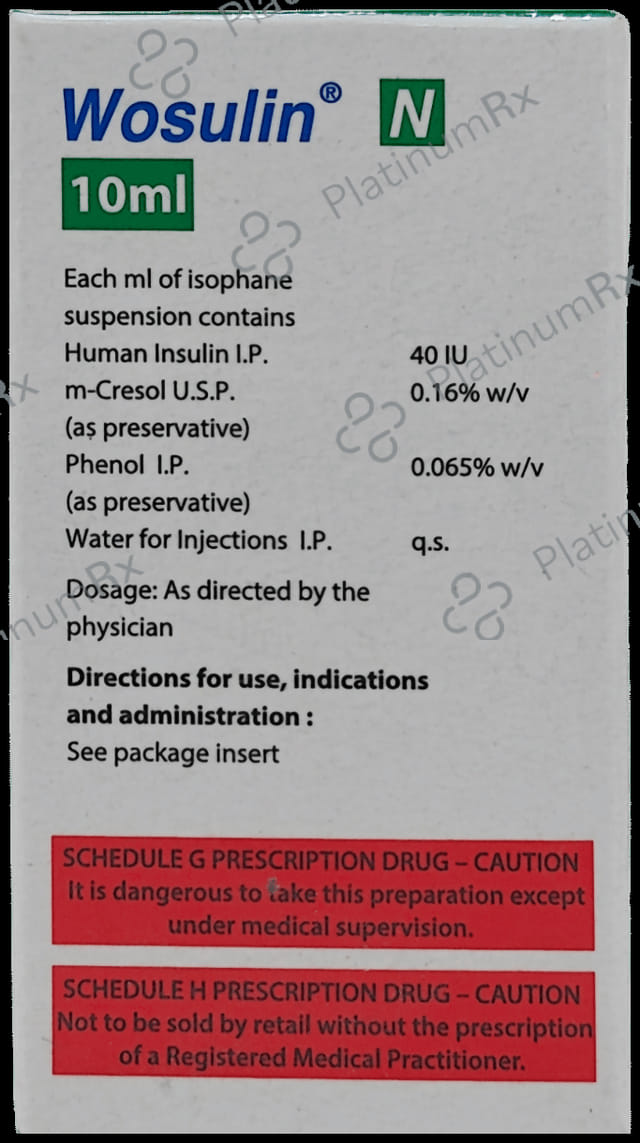 Wosulin® N
10ml
Each ml of isophane
suspension contains
Human Insulin I.P. 40 IU
m-Cresol U.S.P. 0.16% w/v
(as preservative)
Phenol I.P. 0.065% w/v
(as preservative)
Water for Injections I.P. q.s.
Dosage: As directed by the
physician
Directions for use, indications
and administration :
See package insert
SCHEDULE G PRESCRIPTION DRUG – CAUTION
It is dangerous to take this preparation except
under medical supervision.
SCHEDULE H PRESCRIPTION DRUG – CAUTION
Not to be sold by retail without the prescription
of a Registered Medical Practitioner.
PlatinumRx
PlatinumRx